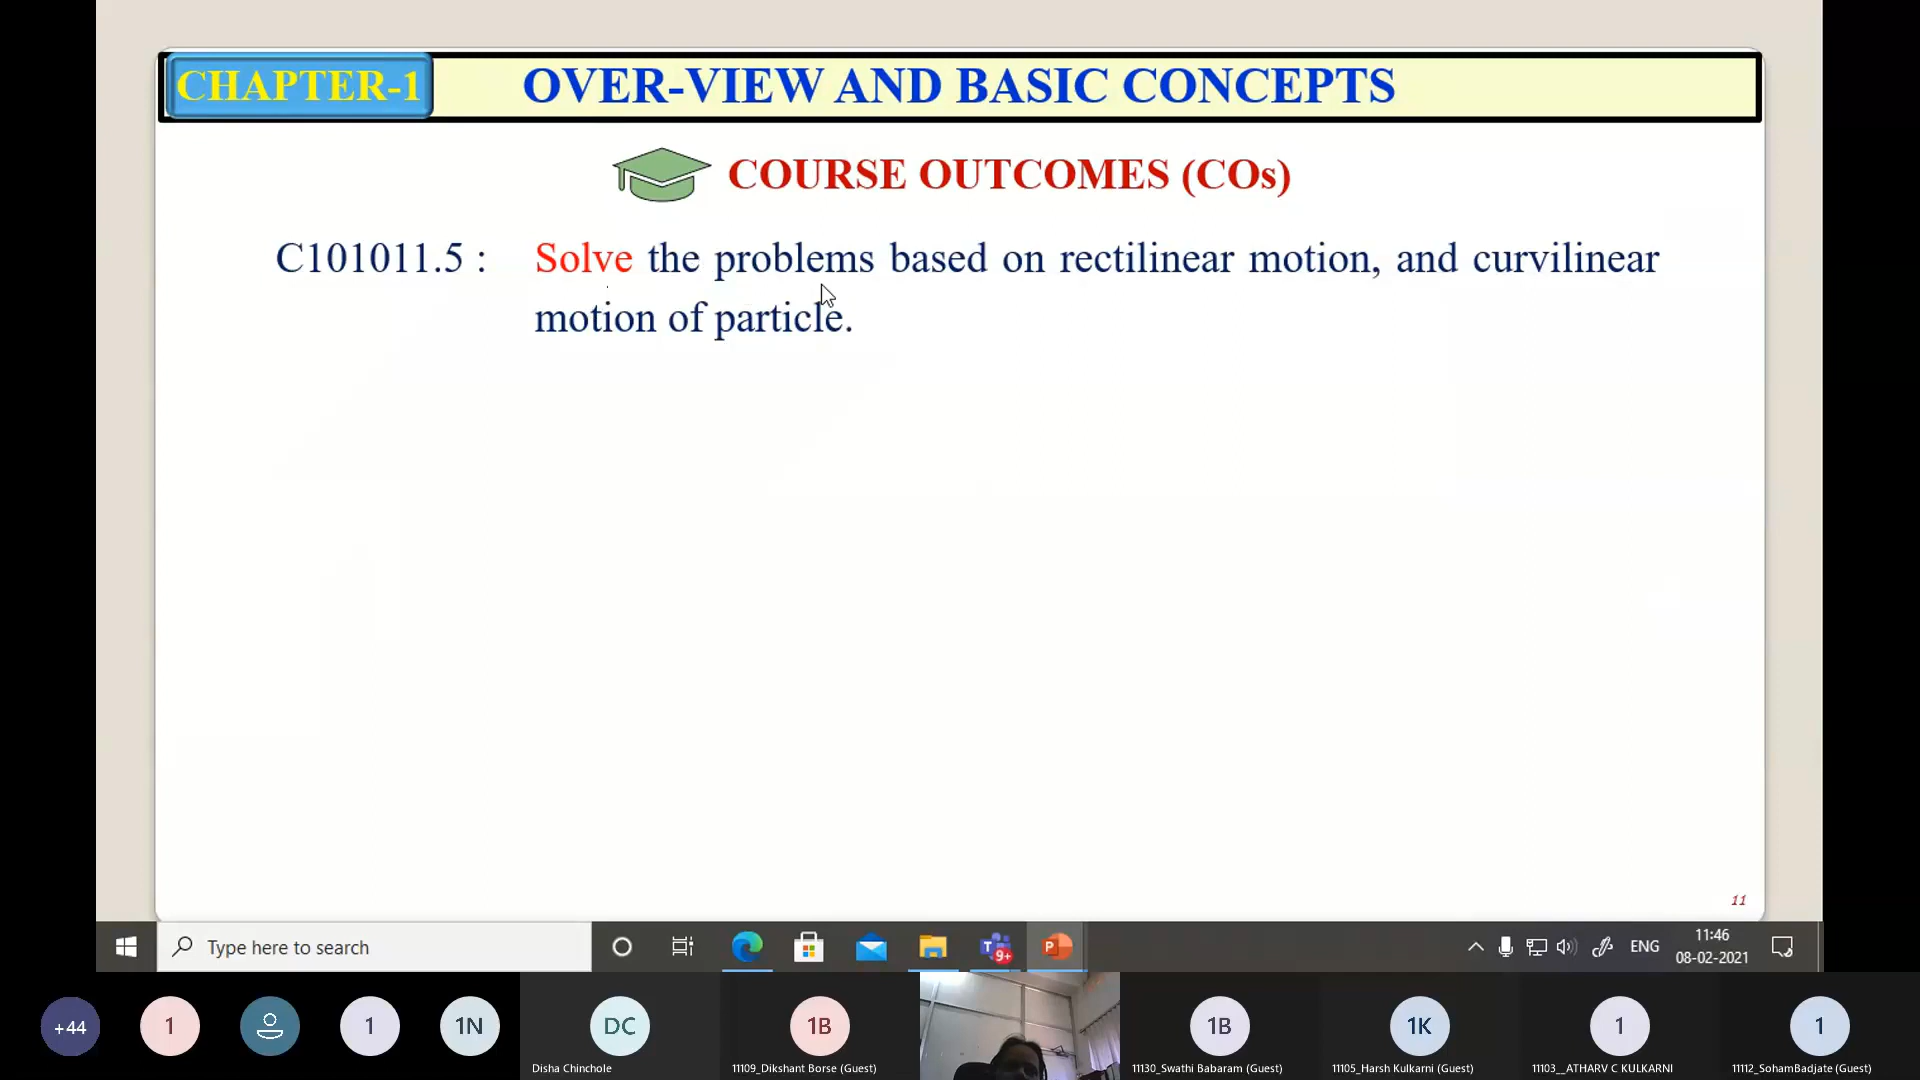 CHAPTER-1 OVER-VIEW AND BASIC CONCEPTS
COURSE OUTCOMES (COs)
C101011.5 : Solve the problems based on rectilinear motion, and curvilinear
motion of particle.
11
Type here to search
9+
ENG
11:46
08-02-2021
+44
1
1
1N
DC
1B
1B
1K
1
1
Disha Chinchole
11109_Dikshant Borse (Guest)
11130_Swathi Babaram (Guest)
11105_Harsh Kulkarni (Guest)
11103__ATHARV C KULKARNI
11112_SohamBadjate (Guest)